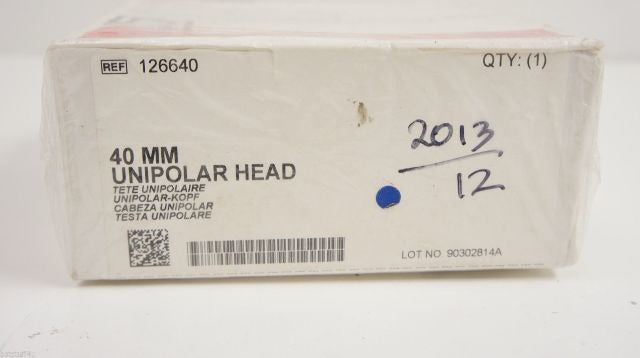 REF 126640
QTY: (1)
40 MM
UNIPOLAR HEAD
TETE UNIPOLAIRE
UNIPOLAR-KOPF
CABEZA UNIPOLAR
TESTA UNIPOLARE
2013
12
LOT NO 90302814A